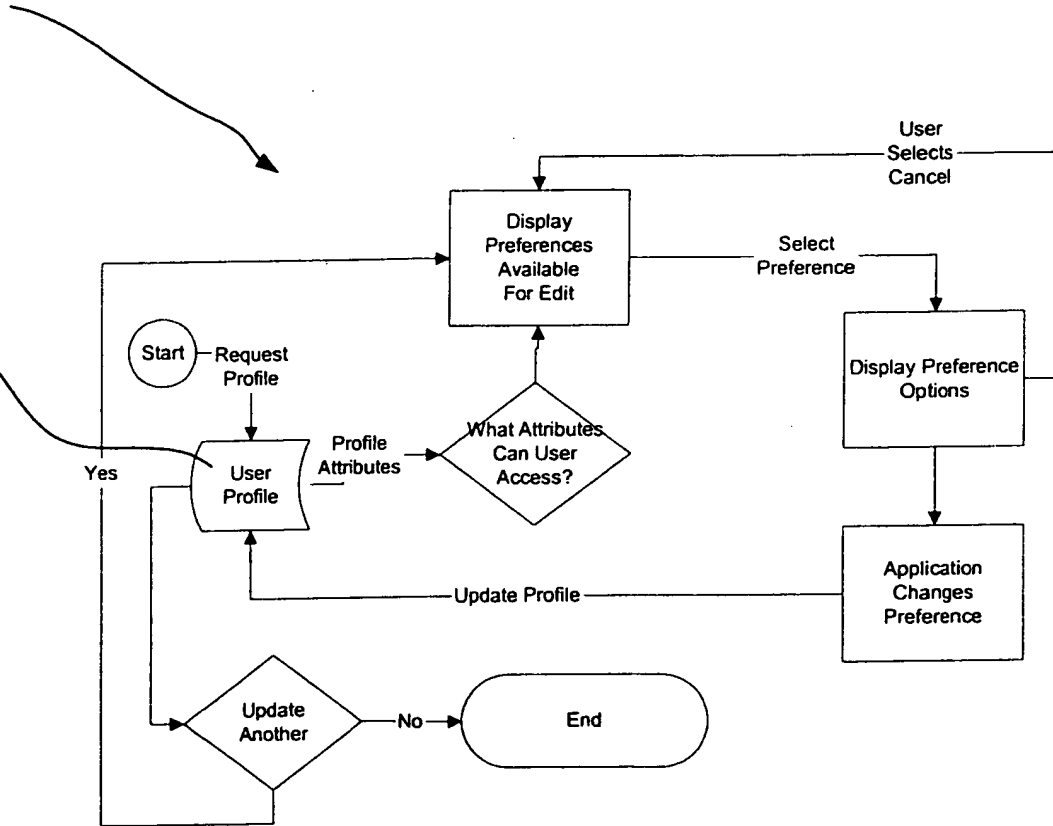 User
Selects
Cancel
Display
Preferences
Available
For Edit
Select
Preference
Start
Request
Profile
Display Preference
Options
What Attributes
Can User
Access?
Profile
Attributes
User
Profile
Yes
Application
Changes
Preference
Update Profile
Update
Another
No
End